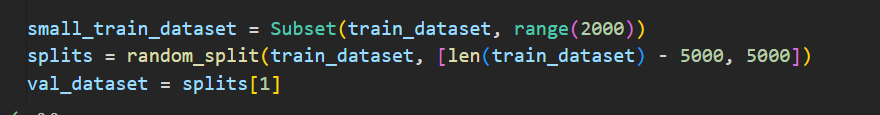 small_train_dataset = Subset(train_dataset, range(2000))
splits = random_split(train_dataset, [len(train_dataset) - 5000, 5000])
val_dataset = splits[1]